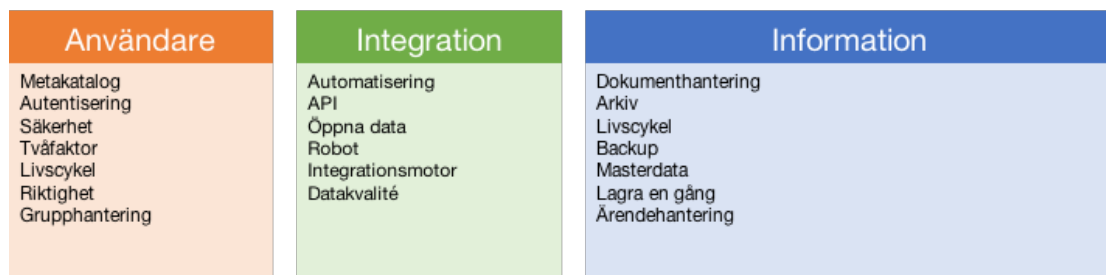 Användare
Metakatalog
Autentisering
Säkerhet
Tvåfaktor
Livscykel
Riktighet
Grupphantering
Integration
Automatisering
API
Öppna data
Robot
Integrationsmotor
Datakvalité
Information
Dokumenthantering
Arkiv
Livscykel
Backup
Masterdata
Lagra en gång
Ärendehantering